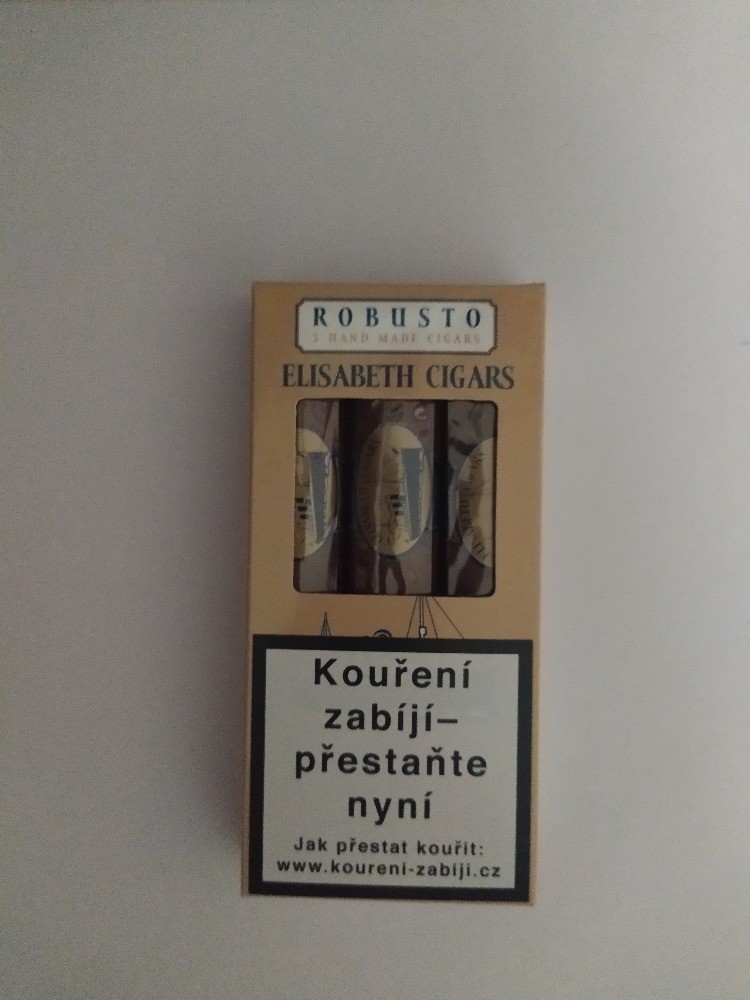 ROBUSTO
3 HAND MADE CIGARS
ELISABETH CIGARS
Kouření
zabíjí–
přestaňte
nyní
Jak přestat kouřit:
www.koureni-zabiji.cz